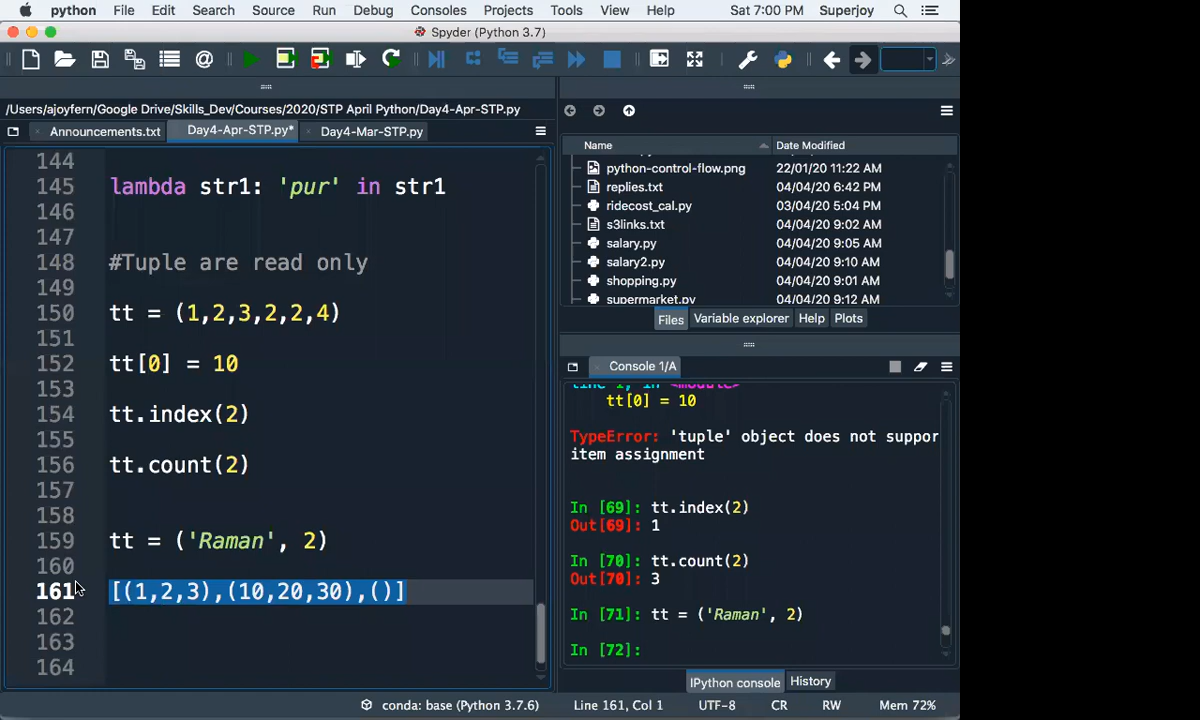 python File Edit Search Source Run Debug Consoles Projects Tools View Help Sat 7:00 PM Superjoy
Spyder (Python 3.7)
/Users/ajoyfern/Google Drive/Skills_Dev/Courses/2020/STP April Python/Day4-Apr-STP.py
Announcements.txt Day4-Apr-STP.py* Day4-Mar-STP.py
144
145 lambda str1: 'pur' in str1
146
147
148 #Tuple are read only
149
150 tt = (1,2,3,2,2,4)
151
152 tt[0] = 10
153
154 tt.index(2)
155
156 tt.count(2)
157
158
159 tt = ('Raman', 2)
160
161 [(1,2,3),(10,20,30),()]
162
163
164
Name Date Modified
python-control-flow.png 22/01/20 11:22 AM
replies.txt 04/04/20 6:42 PM
ridecost_cal.py 03/04/20 5:04 PM
s3links.txt 04/04/20 9:02 AM
salary.py 04/04/20 9:05 AM
salary2.py 04/04/20 9:10 AM
shopping.py 04/04/20 9:01 AM
supermarket.py 04/04/20 9:12 AM
Files Variable explorer Help Plots
Console 1/A
line 1, in <module>
tt[0] = 10
TypeError: 'tuple' object does not suppor
item assignment
In [69]: tt.index(2)
Out[69]: 1
In [70]: tt.count(2)
Out[70]: 3
In [71]: tt = ('Raman', 2)
In [72]:
IPython console History
conda: base (Python 3.7.6) Line 161, Col 1 UTF-8 CR RW Mem 72%